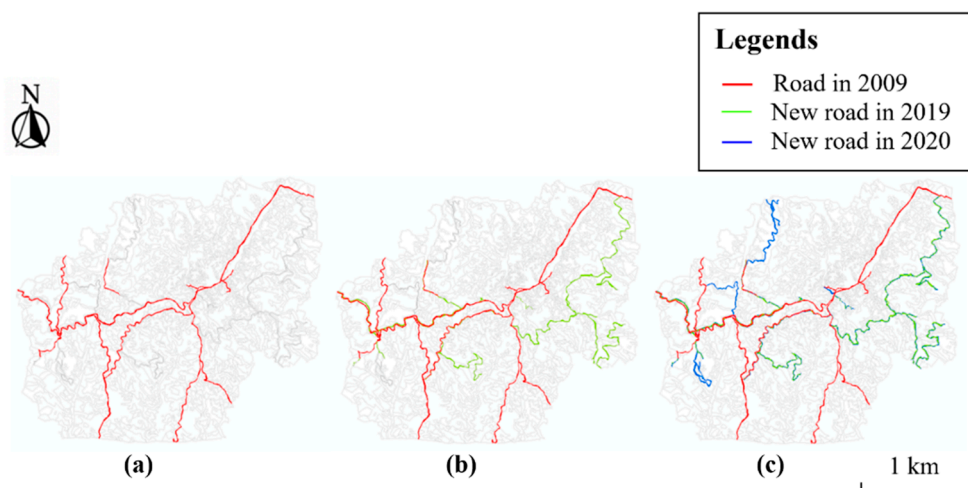 Legends
N
Road in 2009
New road in 2019
New road in 2020
(a)
(b)
(c)
1 km